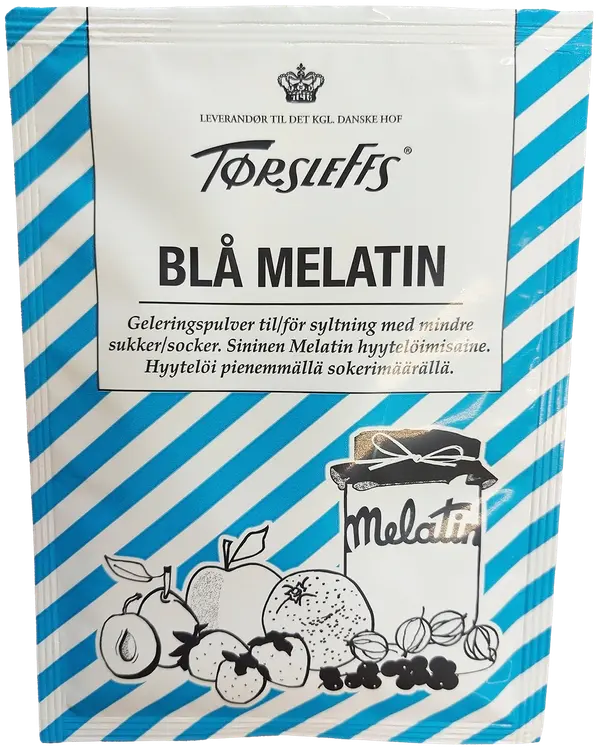 LEVERANDØR TIL DET KGL. DANSKE HOF
TØRSLEFFS®
BLÅ MELATIN
Geleringspulver til/för syltning med mindre
sukker/socker. Sininen Melatin hyytelöimisaine.
Hyytelöi pienemmällä sokerimäärällä.
Melatin